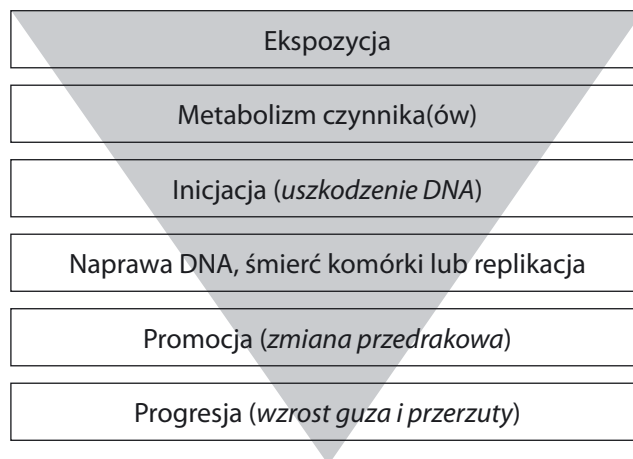 Ekspozycja
Metabolizm czynnika(ów)
Inicjacja (uszkodzenie DNA)
Naprawa DNA, śmierć komórki lub replikacja
Promocja (zmiana przedrakowa)
Progresja (wzrost guza i przerzuty)